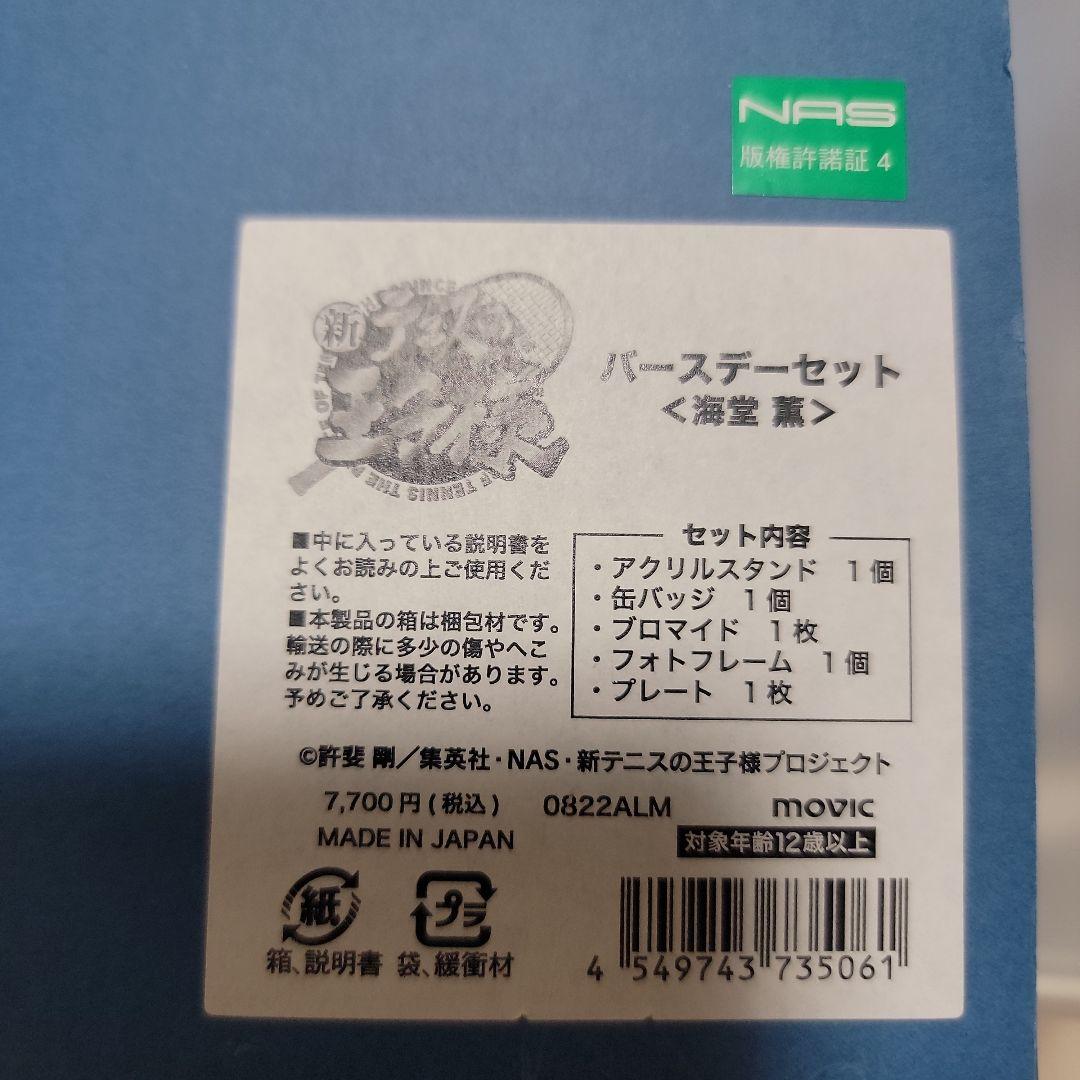 NAS
版権許諾証 4
新テニスの
王子様
バースデーセット
＜海堂 薫＞
■中に入っている説明書を
よくお読みの上ご使用くだ
さい。
■本製品の箱は梱包材です。
輸送の際に多少の傷やへこ
みが生じる場合があります。
予めご了承ください。
セット内容
・アクリルスタンド　1個
・缶バッジ　1個
・ブロマイド　1枚
・フォトフレーム　1個
・プレート　1枚
©許斐 剛／集英社・NAS・新テニスの王子様プロジェクト
7,700円(税込)　0822ALM　movic
MADE IN JAPAN　対象年齢12歳以上
紙　プラ
箱、説明書　袋、緩衝材
4 549743 735061